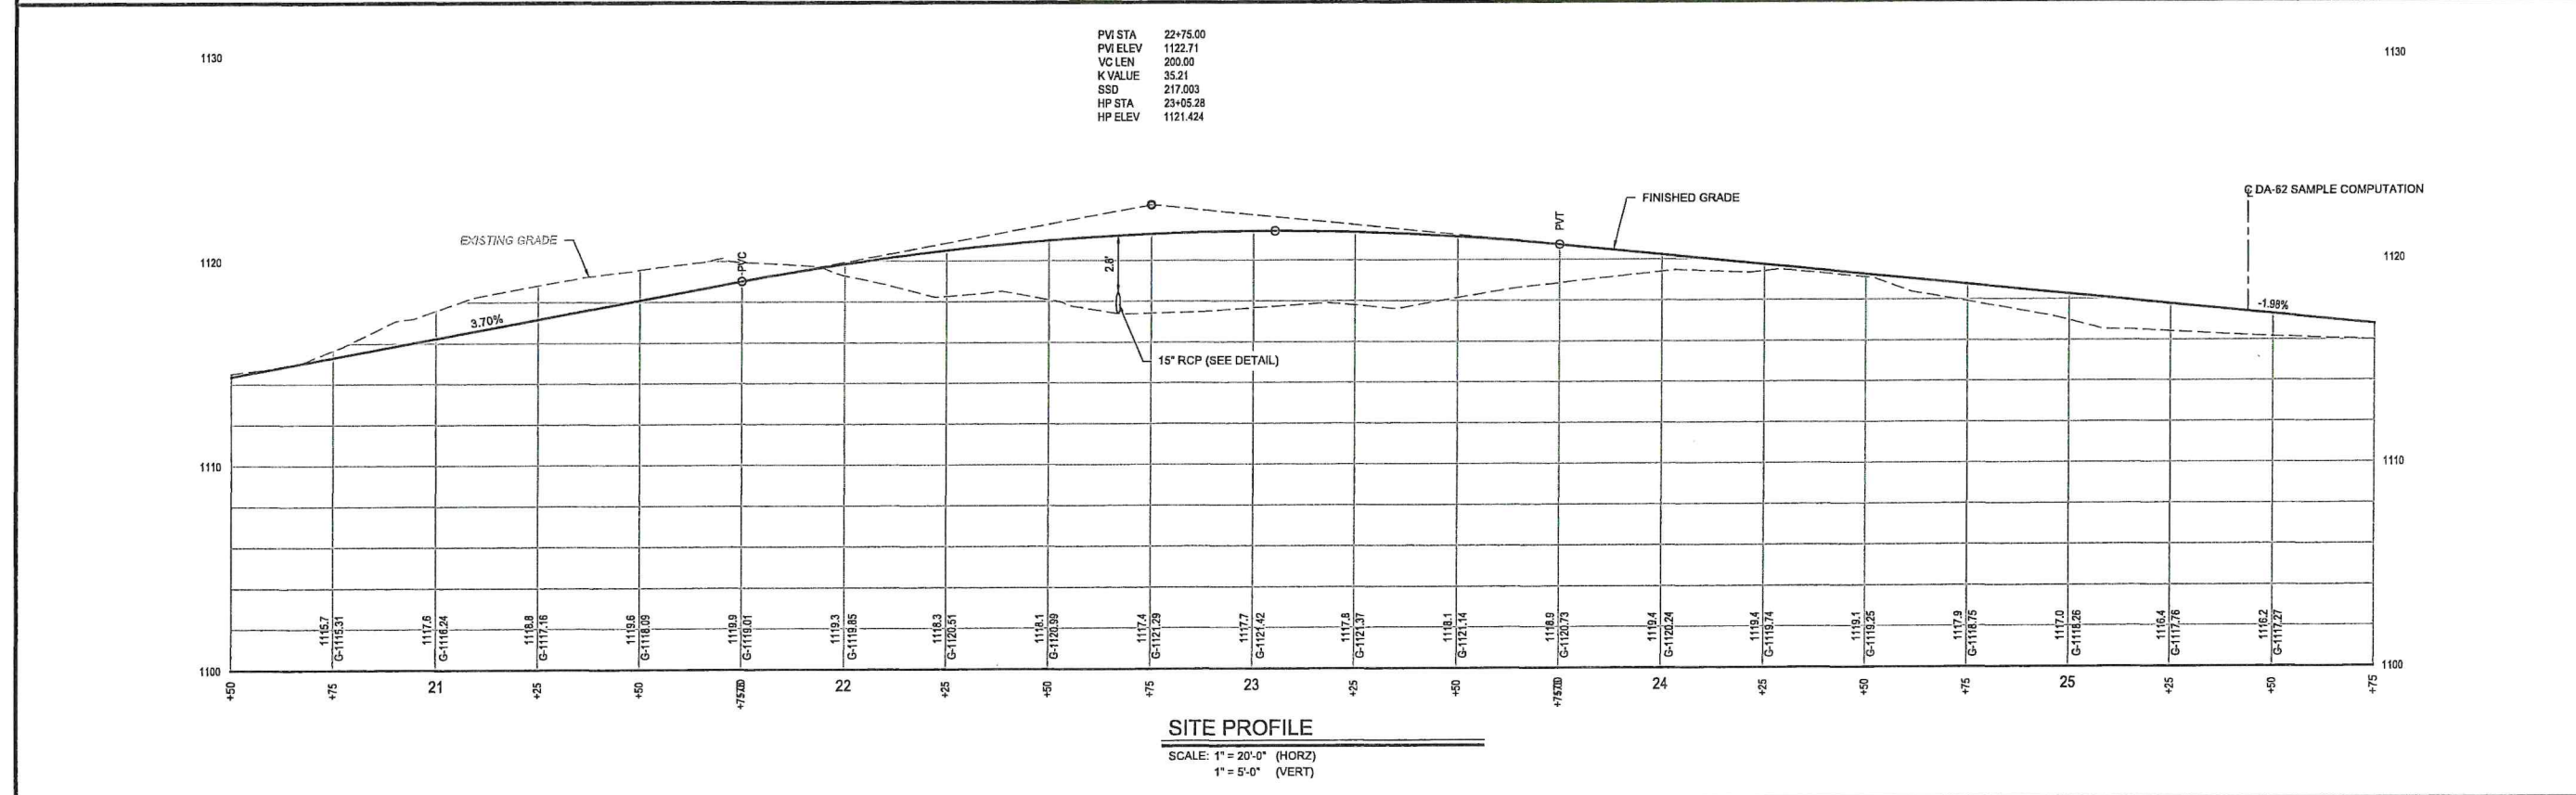 PVI STA 22+75.00
PVI ELEV 1122.71
VC LEN 200.00
K VALUE 35.21
SSD 217.003
HP STA 23+05.28
HP ELEV 1121.424
1130
1130
℄ DA-62 SAMPLE COMPUTATION
FINISHED GRADE
PVT
EXISTING GRADE
PVC
1120
1120
2.6'
3.70%
-1.98%
15" RCP (SEE DETAIL)
1110
1110
1115.7
G-1115.31
1117.6
G-1116.24
1118.8
G-1117.16
1119.6
G-1118.09
1119.9
G-1119.01
1119.3
G-1119.85
1118.3
G-1120.51
1118.1
G-1120.99
1117.4
G-1121.29
1117.7
G-1121.42
1117.8
G-1121.37
1118.1
G-1121.14
1118.9
G-1120.73
1119.4
G-1120.24
1119.4
G-1119.74
1119.1
G-1119.25
1117.9
G-1118.75
1117.0
G-1118.26
1116.4
G-1117.76
1116.2
G-1117.27
1100
1100
+50 +75 21 +25 +50 22 +25 +50 +75 23 +25 +50 24 +25 +50 +75 25 +25 +50 +75
SITE PROFILE
SCALE: 1" = 20'-0" (HORZ)
1" = 5'-0" (VERT)